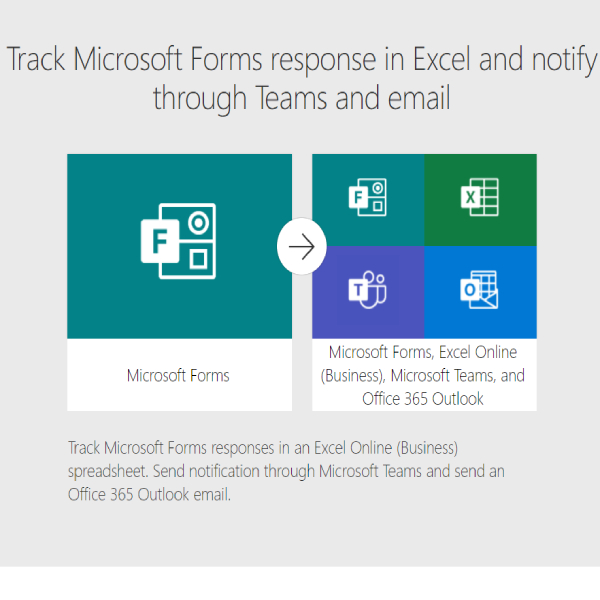 Track Microsoft Forms response in Excel and notify
through Teams and email
F
F
X
T
O
Microsoft Forms
Microsoft Forms, Excel Online
(Business), Microsoft Teams, and
Office 365 Outlook
Track Microsoft Forms responses in an Excel Online (Business)
spreadsheet. Send notification through Microsoft Teams and send an
Office 365 Outlook email.